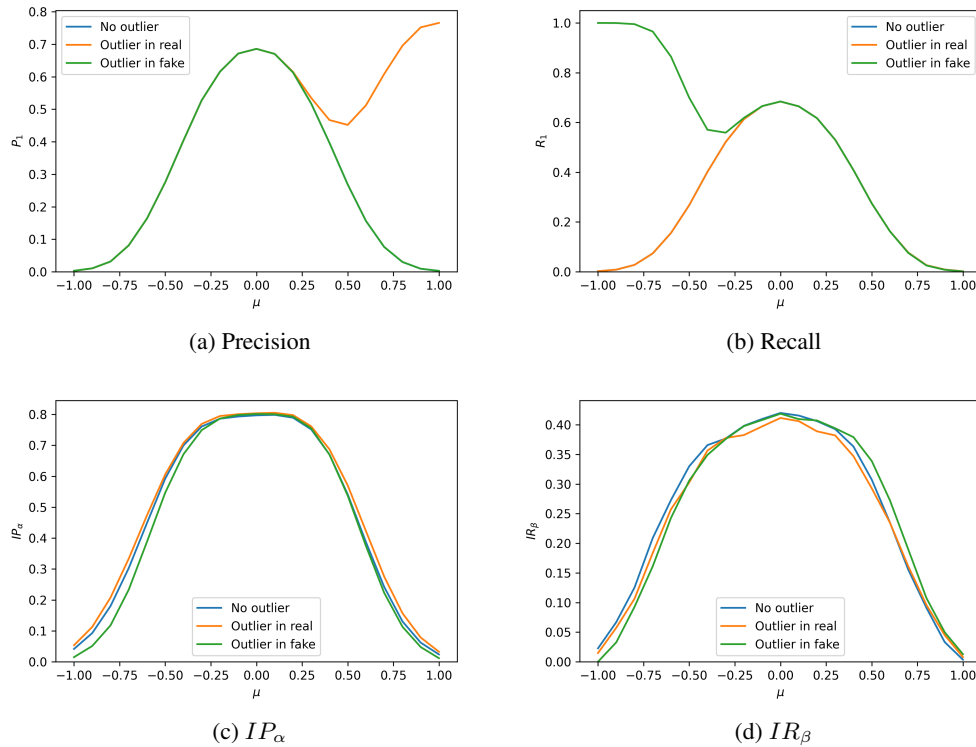 0.8
0.7
0.6
0.5
0.4
0.3
0.2
0.1
0.0
P₁
No outlier
Outlier in real
Outlier in fake
−1.00 −0.75 −0.50 −0.25 0.00 0.25 0.50 0.75 1.00
μ
(a) Precision
1.0
0.8
0.6
0.4
0.2
0.0
R₁
No outlier
Outlier in real
Outlier in fake
−1.00 −0.75 −0.50 −0.25 0.00 0.25 0.50 0.75 1.00
μ
(b) Recall
0.8
0.7
0.6
0.5
0.4
0.3
0.2
0.1
0.0
IPα
No outlier
Outlier in real
Outlier in fake
−1.00 −0.75 −0.50 −0.25 0.00 0.25 0.50 0.75 1.00
μ
(c) IPα
0.40
0.35
0.30
0.25
0.20
0.15
0.10
0.05
0.00
IRβ
No outlier
Outlier in real
Outlier in fake
−1.00 −0.75 −0.50 −0.25 0.00 0.25 0.50 0.75 1.00
μ
(d) IRβ